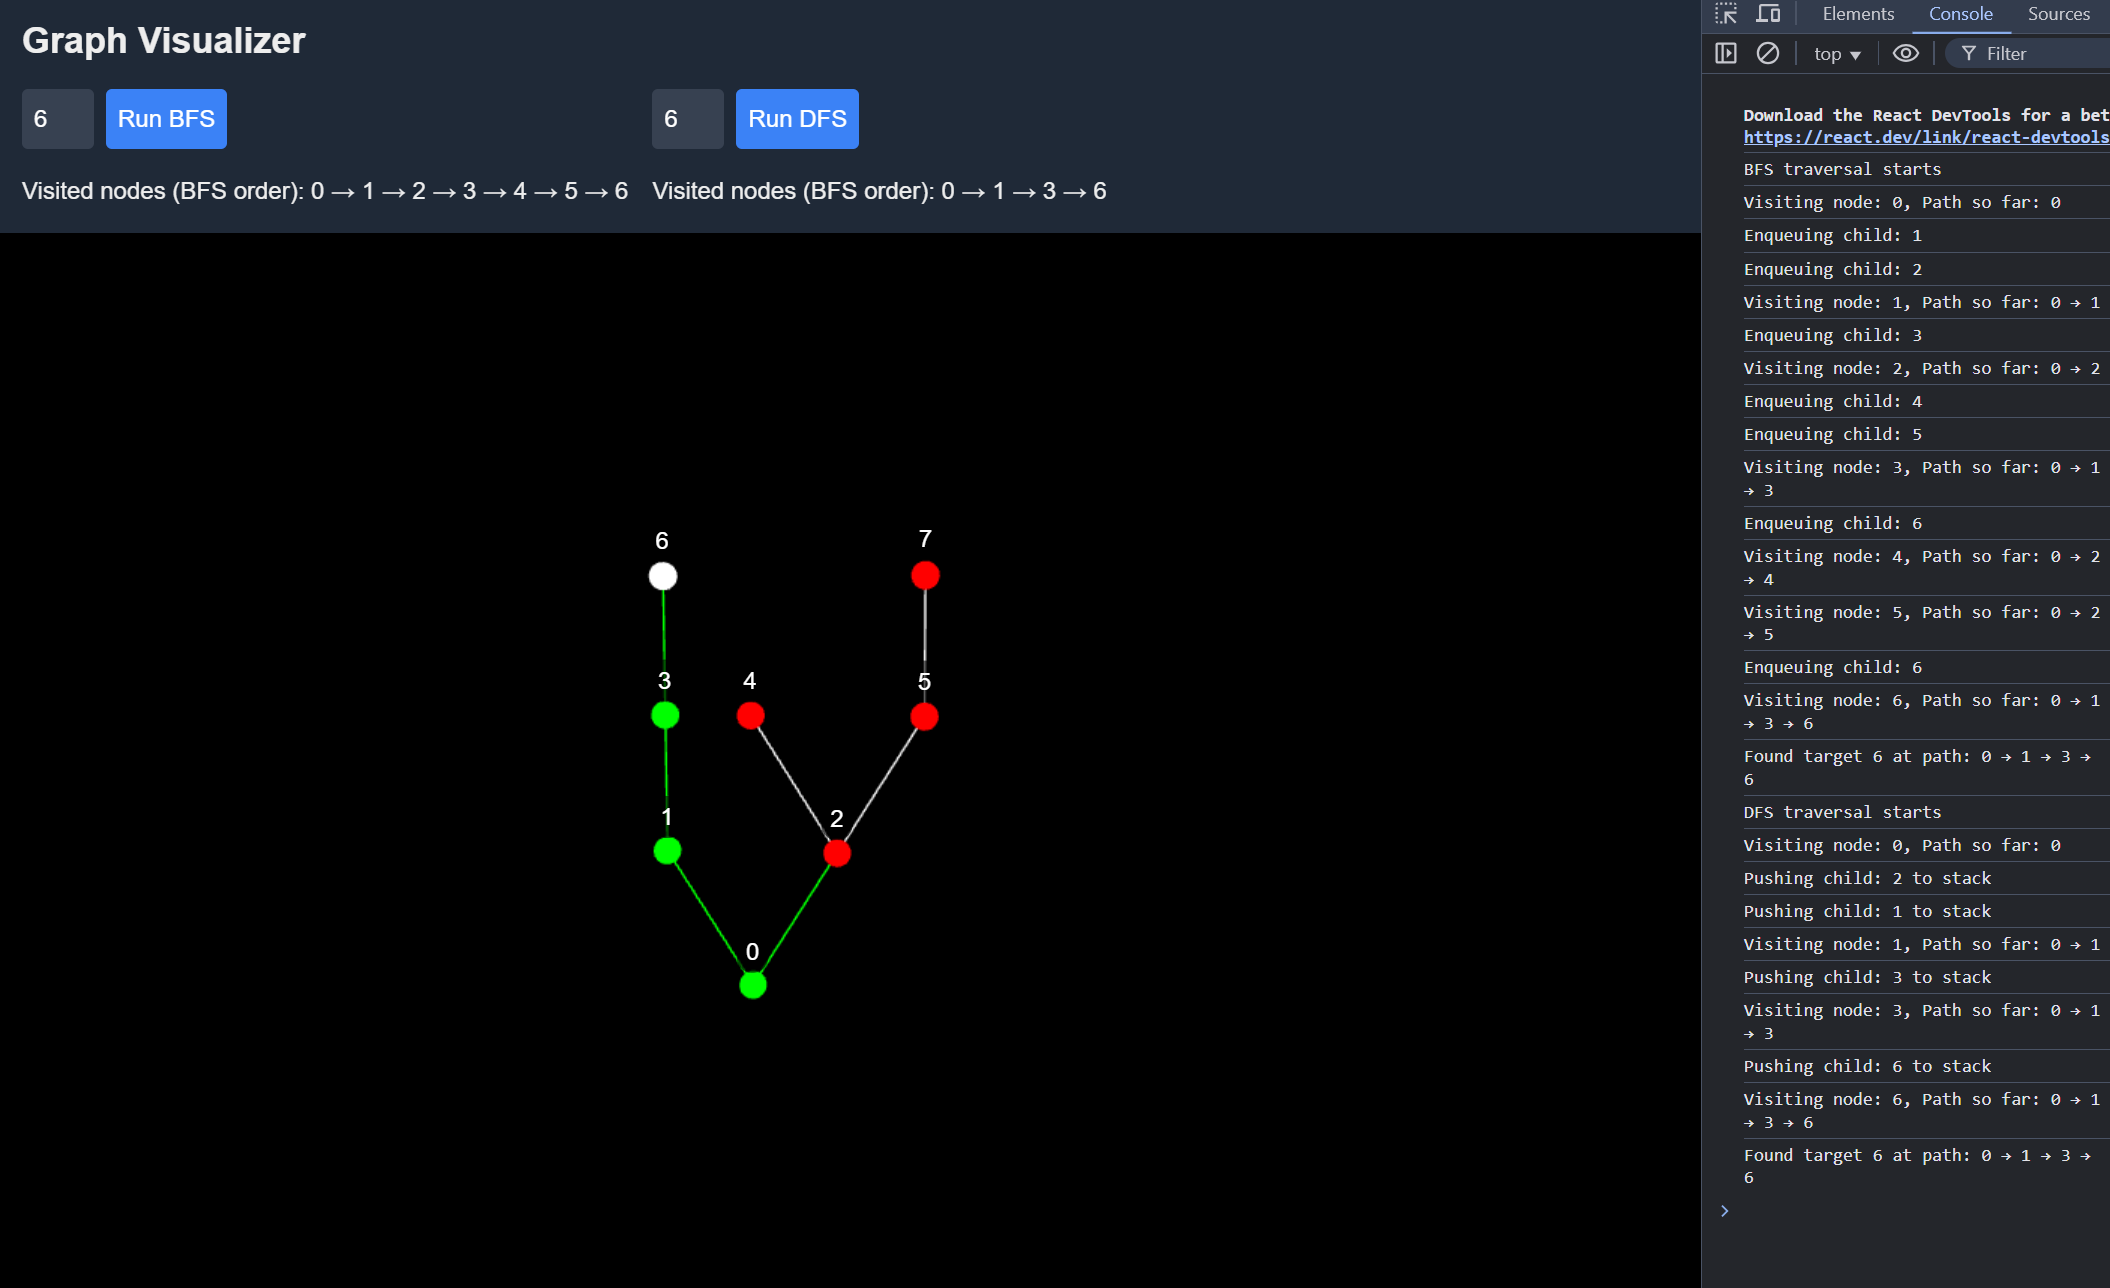 Graph Visualizer
6 Run BFS
6 Run DFS
Visited nodes (BFS order): 0 → 1 → 2 → 3 → 4 → 5 → 6
Visited nodes (BFS order): 0 → 1 → 3 → 6
6
7
3
4
5
1
2
0
Elements Console Sources
top Filter
Download the React DevTools for a bet
https://react.dev/link/react-devtools
BFS traversal starts
Visiting node: 0, Path so far: 0
Enqueuing child: 1
Enqueuing child: 2
Visiting node: 1, Path so far: 0 → 1
Enqueuing child: 3
Visiting node: 2, Path so far: 0 → 2
Enqueuing child: 4
Enqueuing child: 5
Visiting node: 3, Path so far: 0 → 1
→ 3
Enqueuing child: 6
Visiting node: 4, Path so far: 0 → 2
→ 4
Visiting node: 5, Path so far: 0 → 2
→ 5
Enqueuing child: 6
Visiting node: 6, Path so far: 0 → 1
→ 3 → 6
Found target 6 at path: 0 → 1 → 3 →
6
DFS traversal starts
Visiting node: 0, Path so far: 0
Pushing child: 2 to stack
Pushing child: 1 to stack
Visiting node: 1, Path so far: 0 → 1
Pushing child: 3 to stack
Visiting node: 3, Path so far: 0 → 1
→ 3
Pushing child: 6 to stack
Visiting node: 6, Path so far: 0 → 1
→ 3 → 6
Found target 6 at path: 0 → 1 → 3 →
6